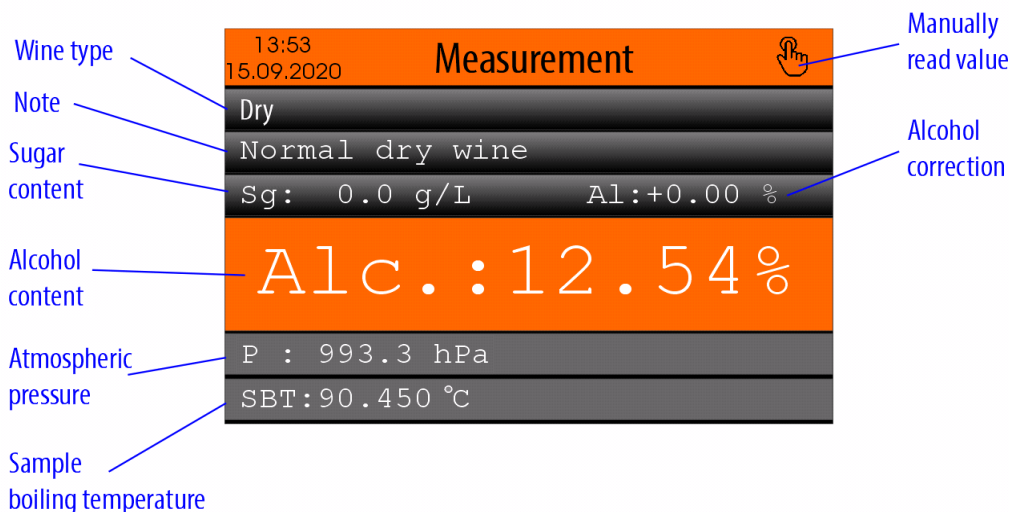 Wine type
Note
Sugar
content
Alcohol
content
Atmospheric
pressure
Sample
boiling temperature
13:53
15.09.2020
Measurement
Dry
Normal dry wine
Sg: 0.0 g/L Al:+0.00 %
Alc.:12.54%
P : 993.3 hPa
SBT:90.450 °C
Manually
read value
Alcohol
correction